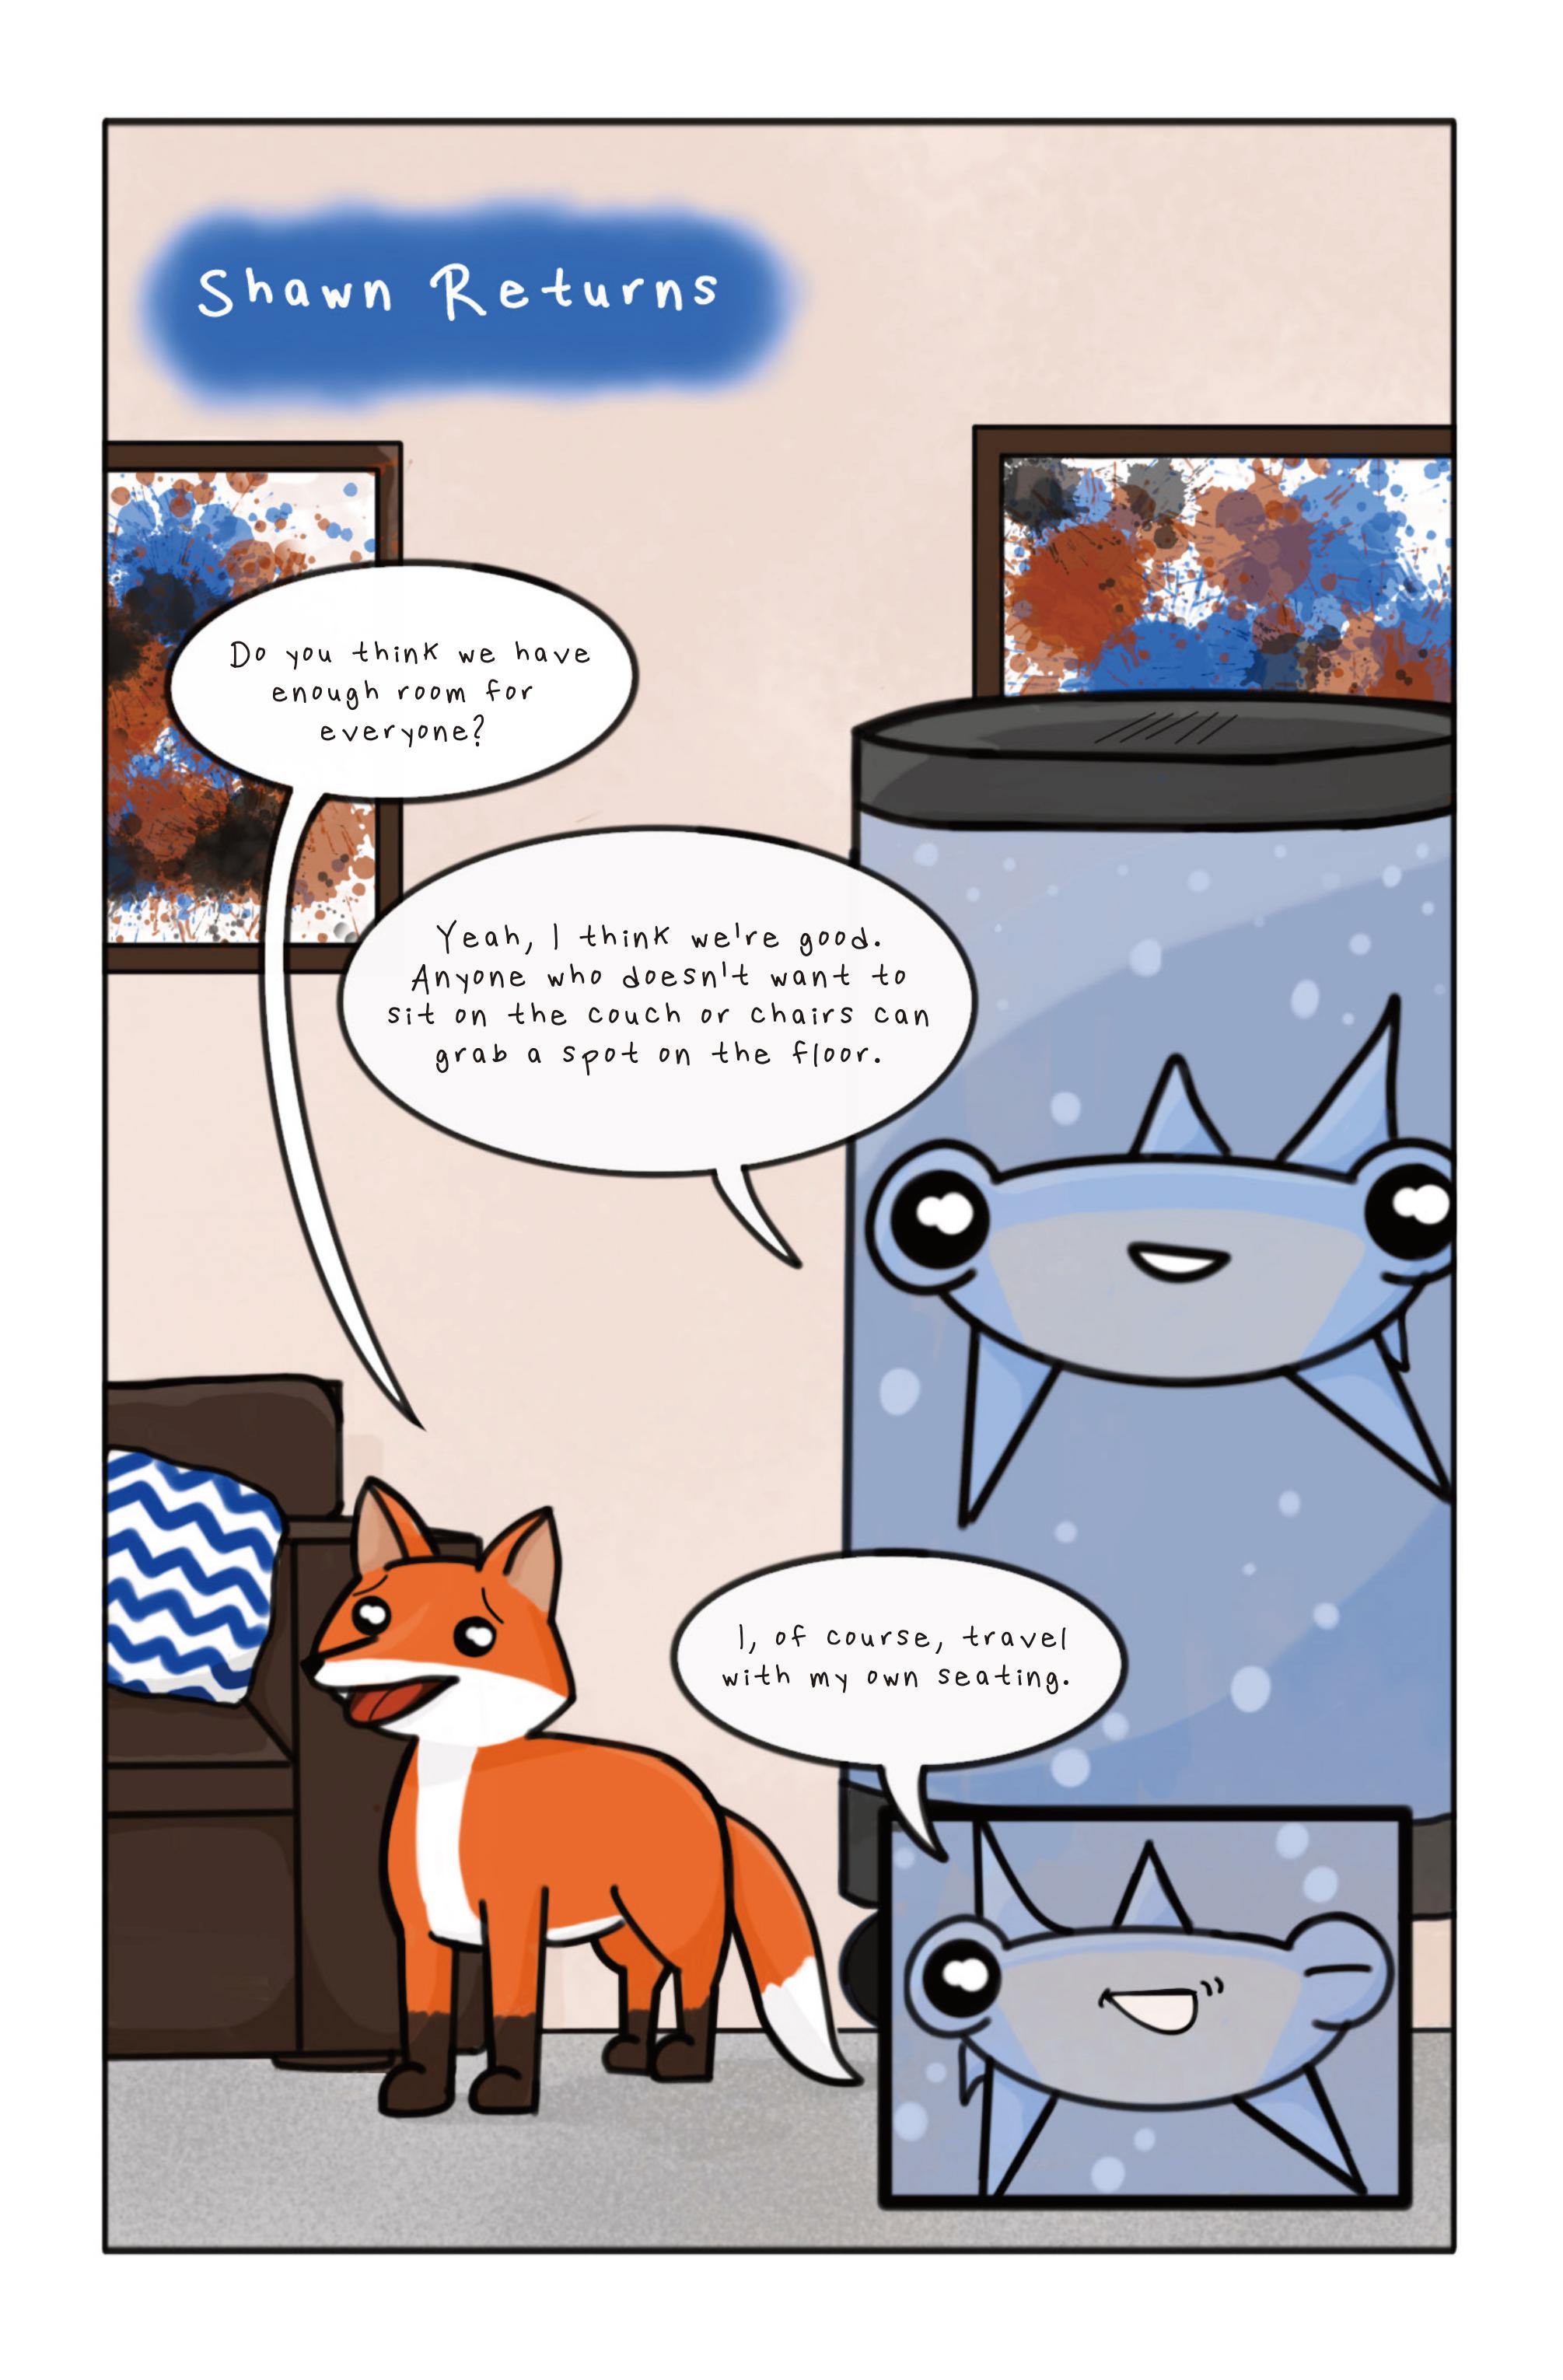 Shawn Returns
Do you think we have
enough room for
everyone?
Yeah, I think we're good.
Anyone who doesn't want to
sit on the couch or chairs can
grab a spot on the floor.
I, of course, travel
with my own seating.